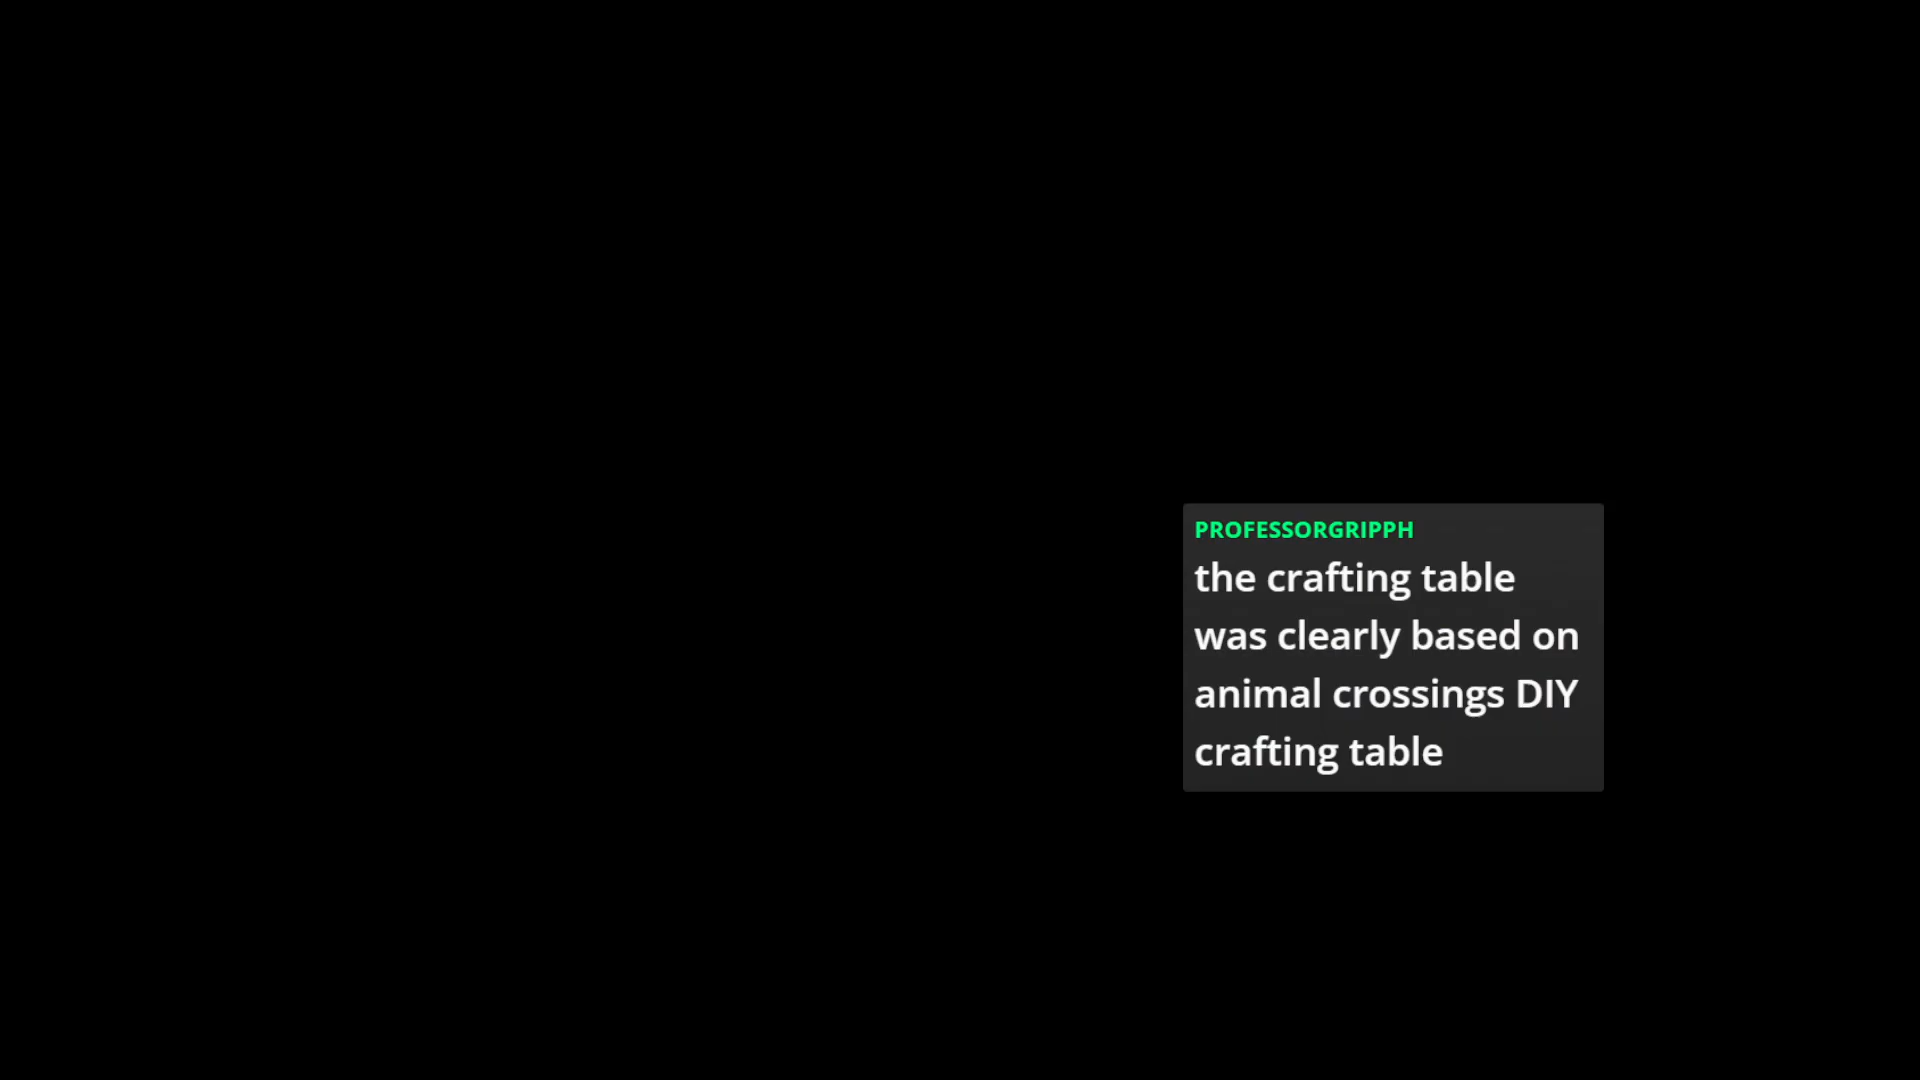 PROFESSORGRIPPH
the crafting table
was clearly based on
animal crossings DIY
crafting table